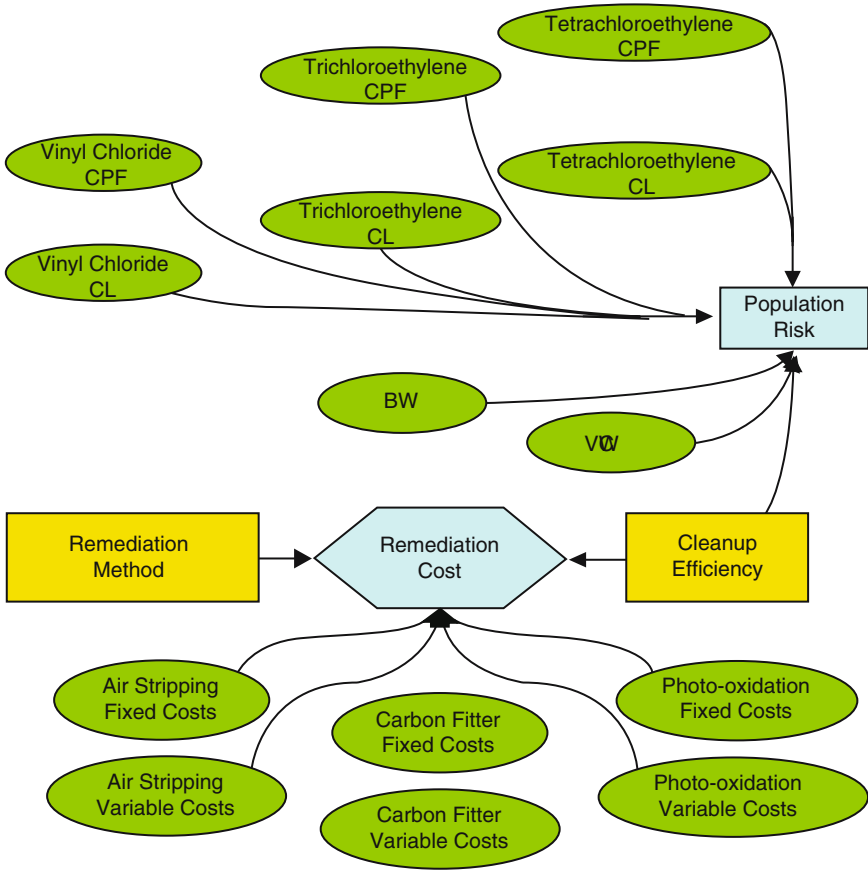 Tetrachloroethylene
CPF
Trichloroethylene
CPF
Vinyl Chloride
CPF
Tetrachloroethylene
CL
Trichloroethylene
CL
Vinyl Chloride
CL
Population
Risk
BW
Remediation
Method
Remediation
Cost
Cleanup
Efficiency
Air Stripping
Fixed Costs
Carbon Fitter
Fixed Costs
Photo-oxidation
Fixed Costs
Air Stripping
Variable Costs
Carbon Fitter
Variable Costs
Photo-oxidation
Variable Costs